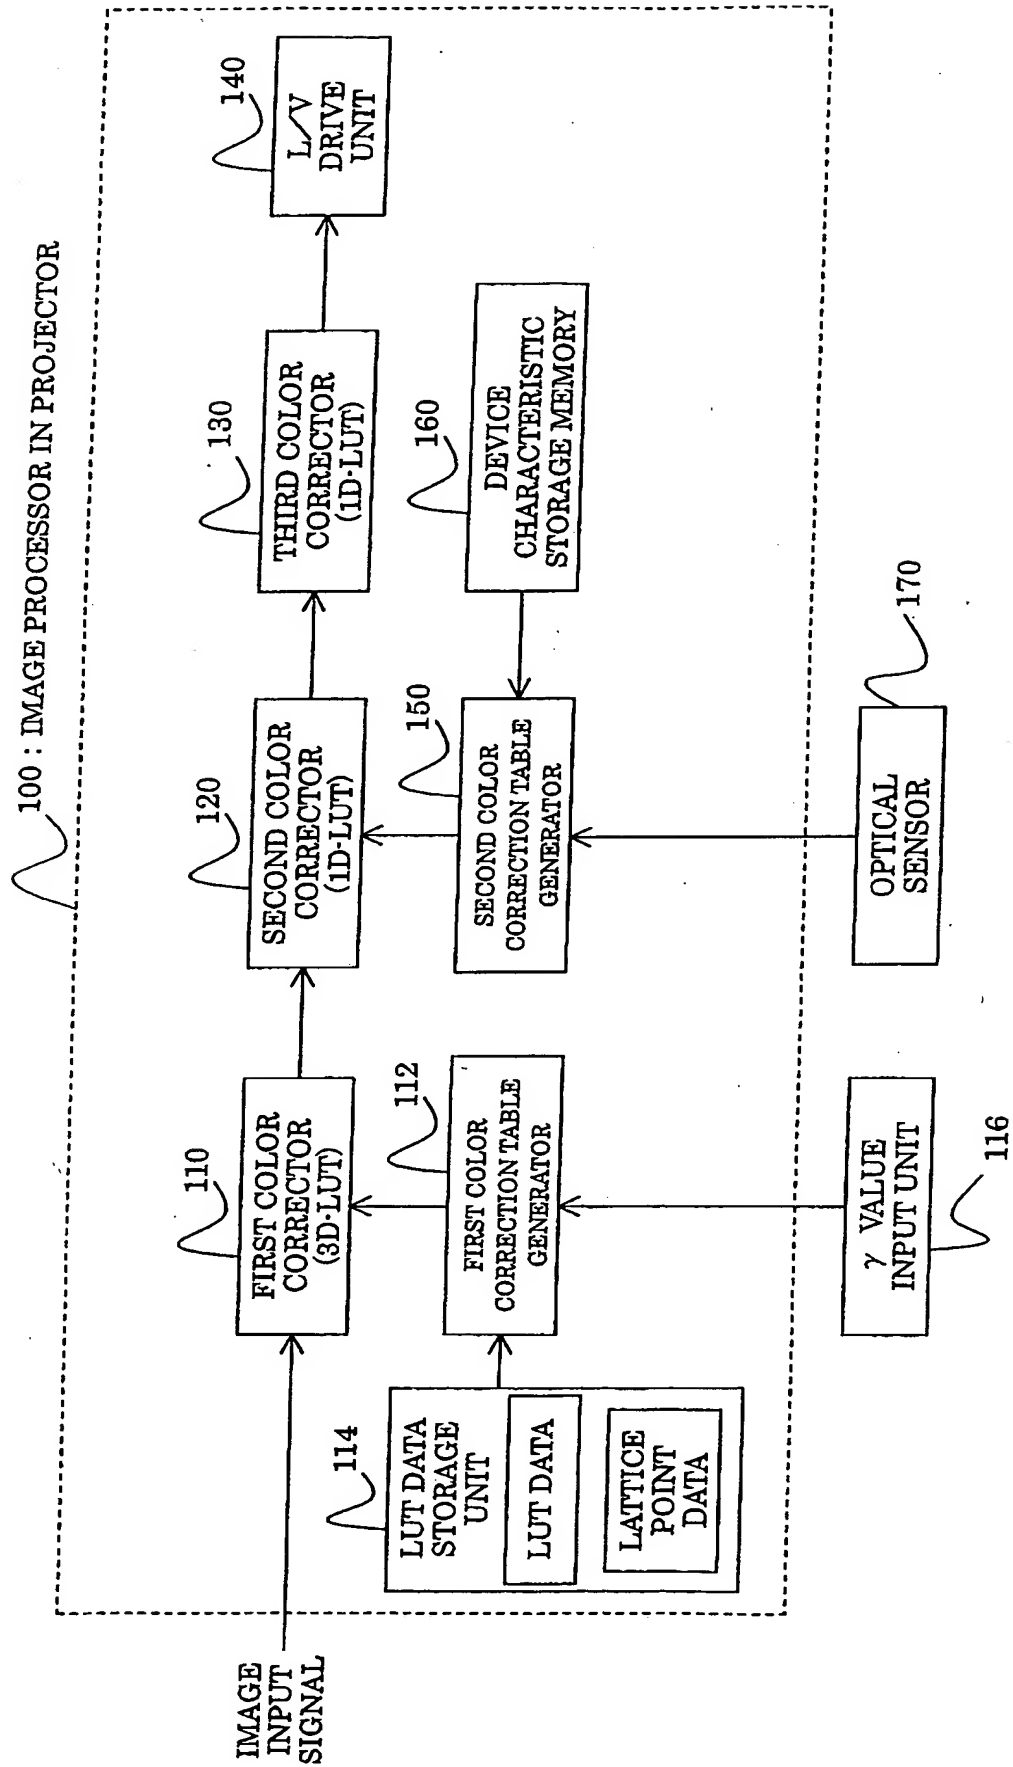 100 : IMAGE PROCESSOR IN PROJECTOR
IMAGE
INPUT
SIGNAL
110
FIRST COLOR
CORRECTOR
(3D-LUT)
120
SECOND COLOR
CORRECTOR
(1D-LUT)
130
THIRD COLOR
CORRECTOR
(1D-LUT)
140
L/V
DRIVE
UNIT
114
LUT DATA
STORAGE
UNIT
LUT DATA
LATTICE
POINT
DATA
112
FIRST COLOR
CORRECTION TABLE
GENERATOR
150
SECOND COLOR
CORRECTION TABLE
GENERATOR
160
DEVICE
CHARACTERISTIC
STORAGE MEMORY
γ VALUE
INPUT UNIT
116
OPTICAL
SENSOR
170